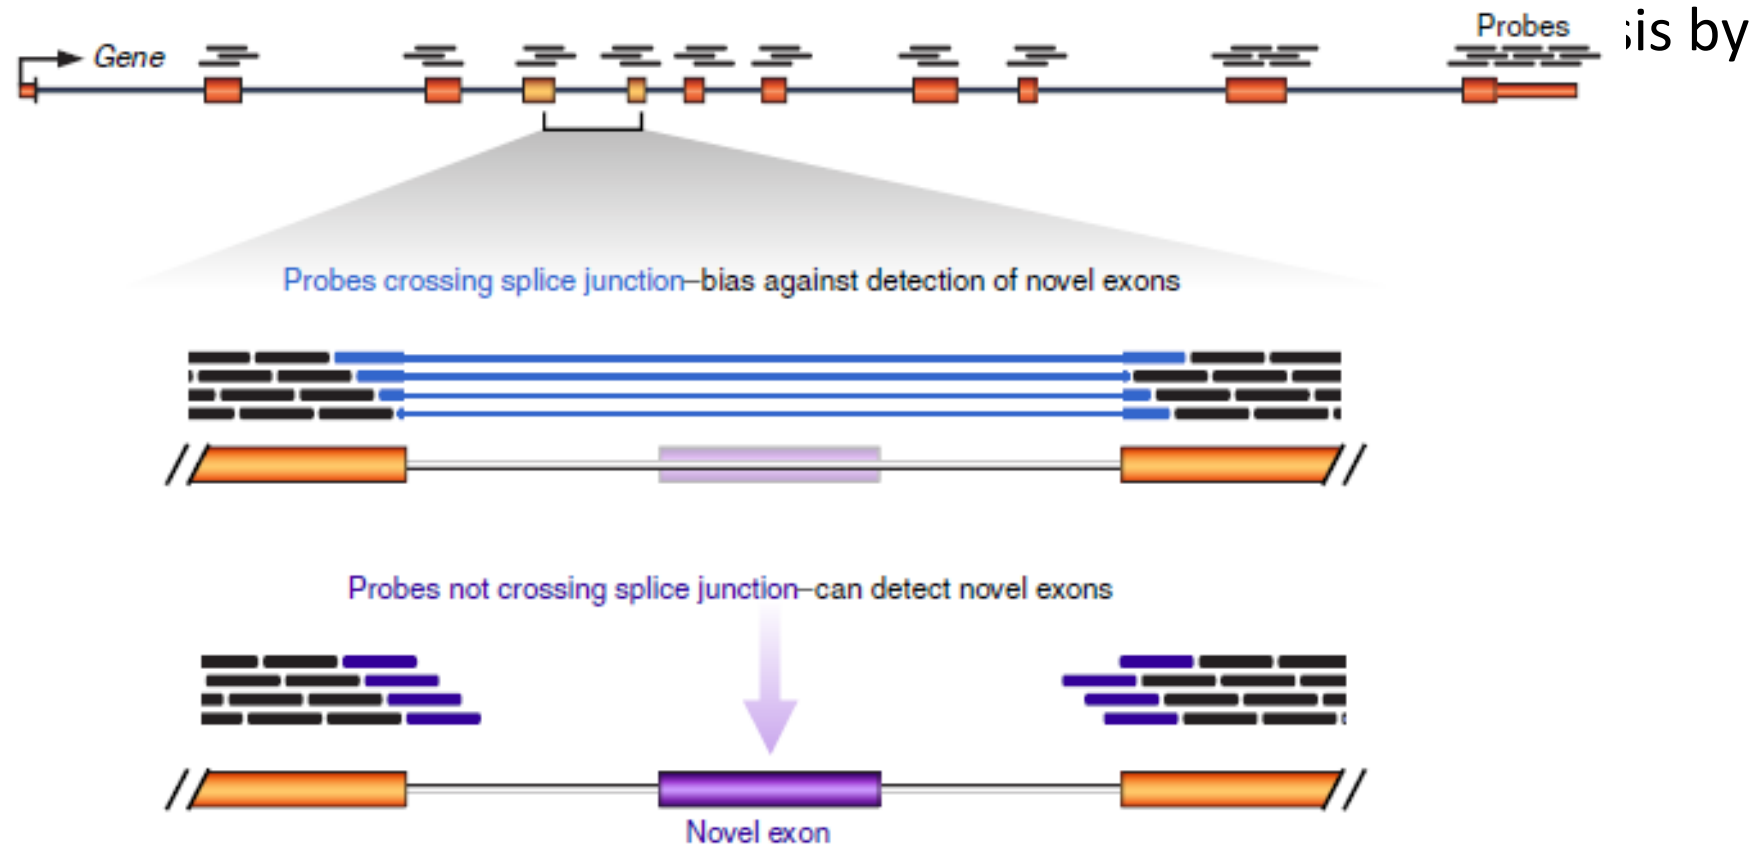 Probes
is by
Gene
Probes crossing splice junction–bias against detection of novel exons
Probes not crossing splice junction–can detect novel exons
Novel exon